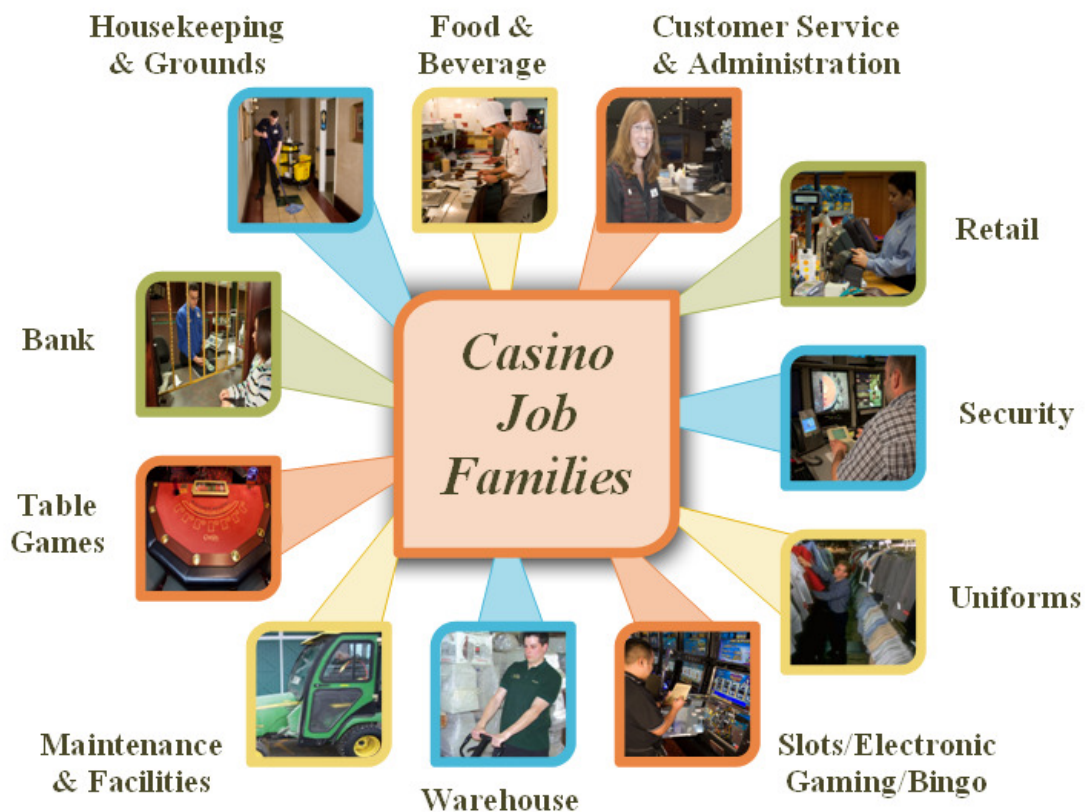 Housekeeping
& Grounds
Food &
Beverage
Customer Service
& Administration
Retail
Bank
Casino
Job
Families
Security
Table
Games
Uniforms
Maintenance
& Facilities
Warehouse
Slots/Electronic
Gaming/Bingo